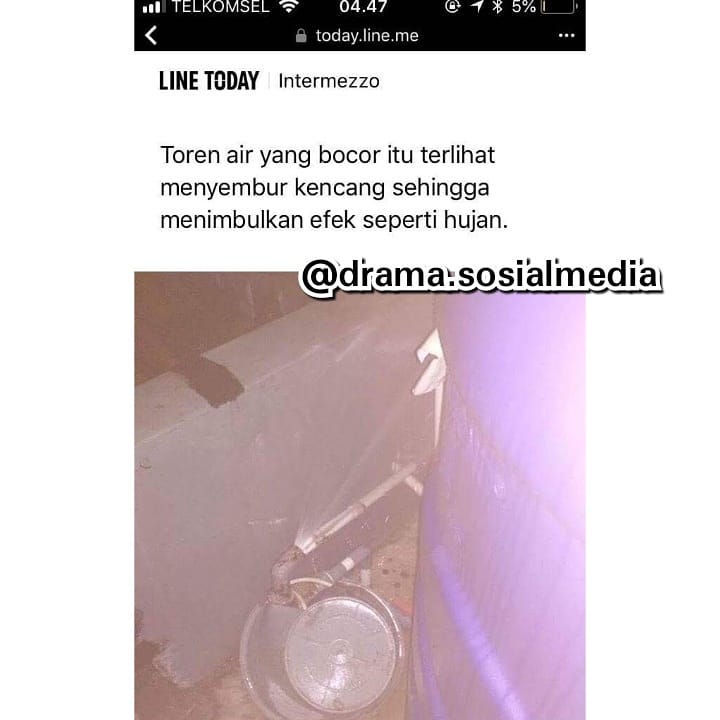 TELKOMSEL 04.47 5%
today.line.me
LINE TODAY Intermezzo
Toren air yang bocor itu terlihat
menyembur kencang sehingga
menimbulkan efek seperti hujan.
@drama.sosialmedia